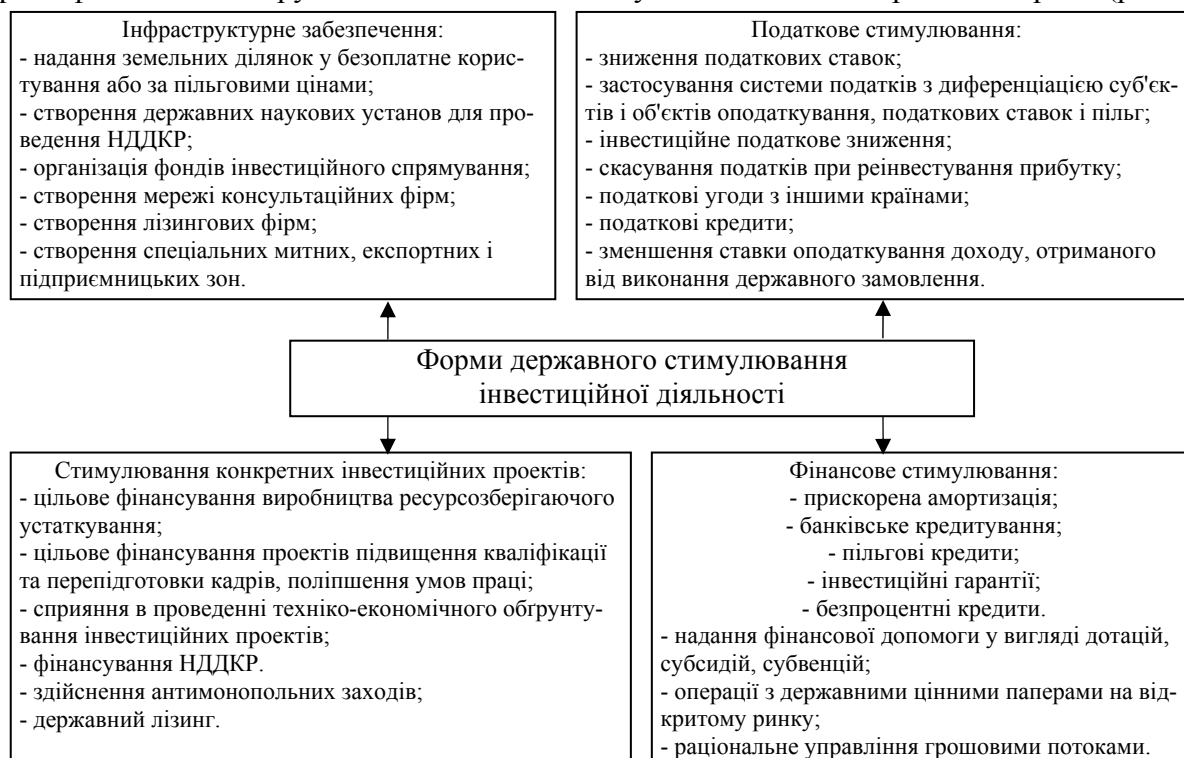 Інфраструктурне забезпечення:
- надання земельних ділянок у безоплатне корис-
тування або за пільговими цінами;
- створення державних наукових установ для про-
ведення НДДКР;
- організація фондів інвестиційного спрямування;
- створення мережі консультаційних фірм;
- створення лізингових фірм;
- створення спеціальних митних, експортних і
підприємницьких зон.
Податкове стимулювання:
- зниження податкових ставок;
- застосування системи податків з диференціацією суб'єк-
тів і об'єктів оподаткування, податкових ставок і пільг;
- інвестиційне податкове зниження;
- скасування податків при реінвестування прибутку;
- податкові угоди з іншими країнами;
- податкові кредити;
- зменшення ставки оподаткування доходу, отриманого
від виконання державного замовлення.
Форми державного стимулювання
інвестиційної діяльності
Стимулювання конкретних інвестиційних проектів:
- цільове фінансування виробництва ресурсозберігаючого
устаткування;
- цільове фінансування проектів підвищення кваліфікації
та перепідготовки кадрів, поліпшення умов праці;
- сприяння в проведенні техніко-економічного обґрунту-
вання інвестиційних проектів;
- фінансування НДДКР.
- здійснення антимонопольних заходів;
- державний лізинг.
Фінансове стимулювання:
- прискорена амортизація;
- банківське кредитування;
- пільгові кредити;
- інвестиційні гарантії;
- безпроцентні кредити.
- надання фінансової допомоги у вигляді дотацій,
субсидій, субвенцій;
- операції з державними цінними паперами на від-
критому ринку;
- раціональне управління грошовими потоками.